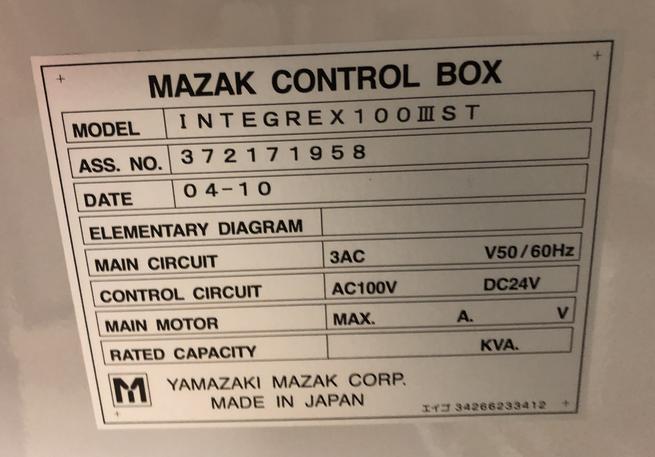 MAZAK CONTROL BOX
MODEL INTEGREX100ⅢST
ASS. NO. 372171958
DATE 04-10
ELEMENTARY DIAGRAM
MAIN CIRCUIT 3AC V50/60Hz
CONTROL CIRCUIT AC100V DC24V
MAIN MOTOR MAX. A. V
RATED CAPACITY KVA.
M YAMAZAKI MAZAK CORP.
MADE IN JAPAN エイゴ 34266233412